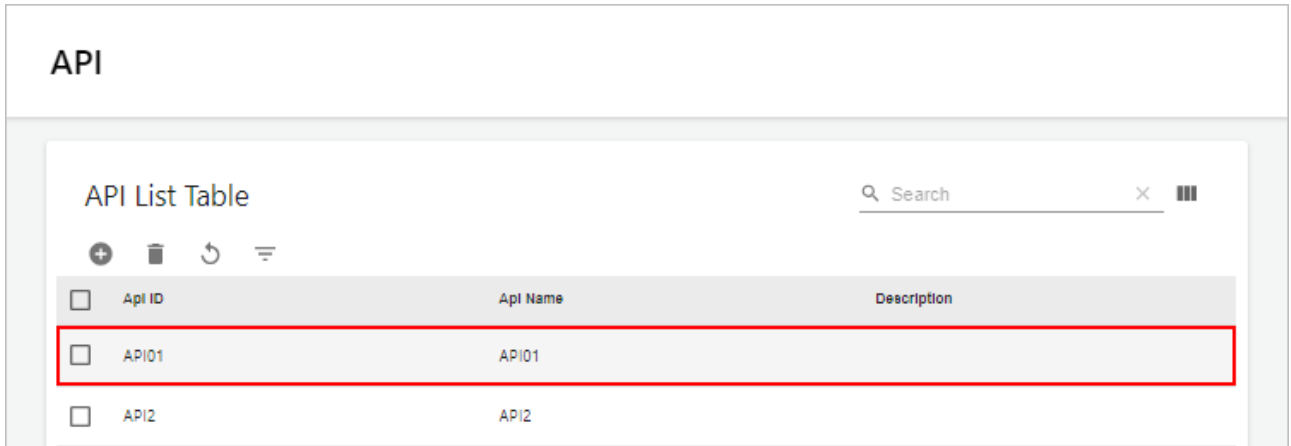 API
API List Table
Search
Api ID Api Name Description
API01 API01
API2 API2